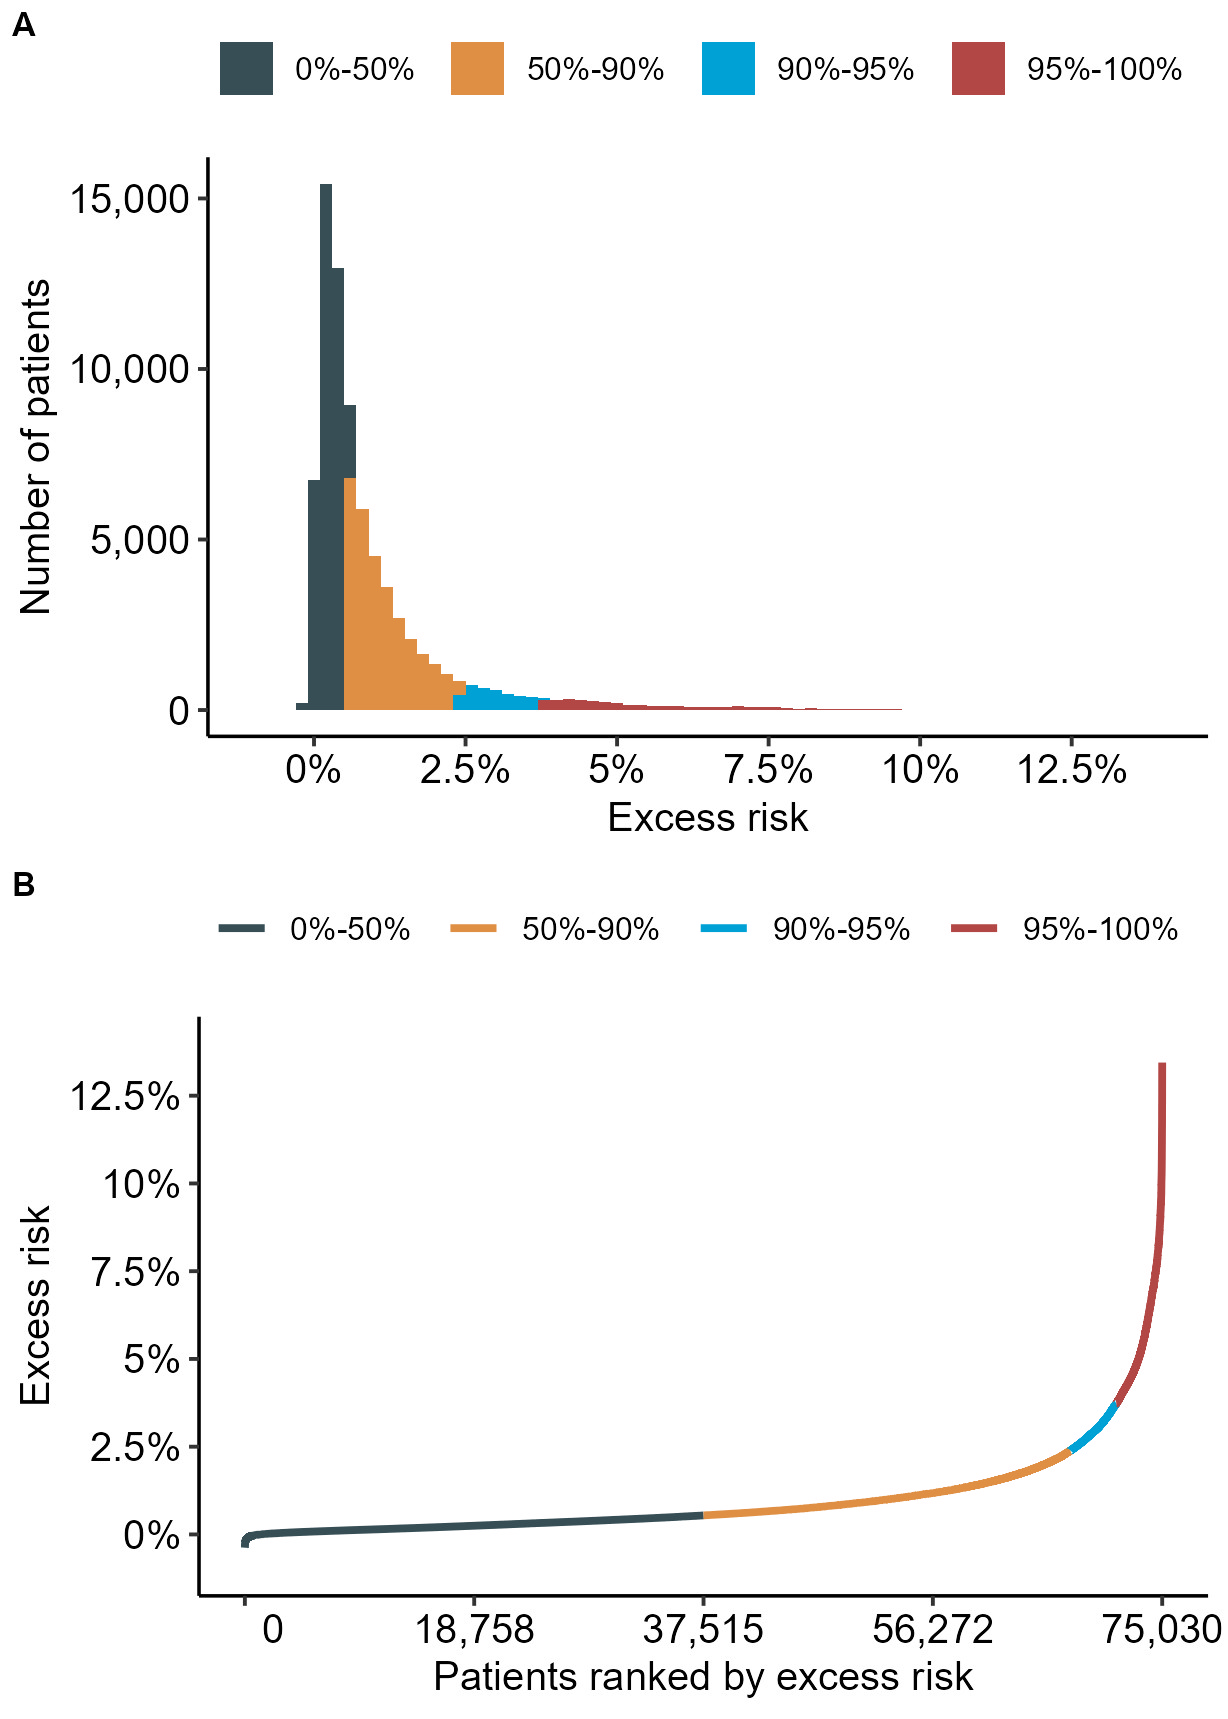 A
0%-50% 50%-90% 90%-95% 95%-100%
15,000
10,000
5,000
0
Number of patients
0% 2.5% 5% 7.5% 10% 12.5%
Excess risk
B
0%-50% 50%-90% 90%-95% 95%-100%
12.5%
10%
7.5%
5%
2.5%
0%
Excess risk
0 18,758 37,515 56,272 75,030
Patients ranked by excess risk